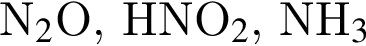 N₂O, HNO₂, NH₃